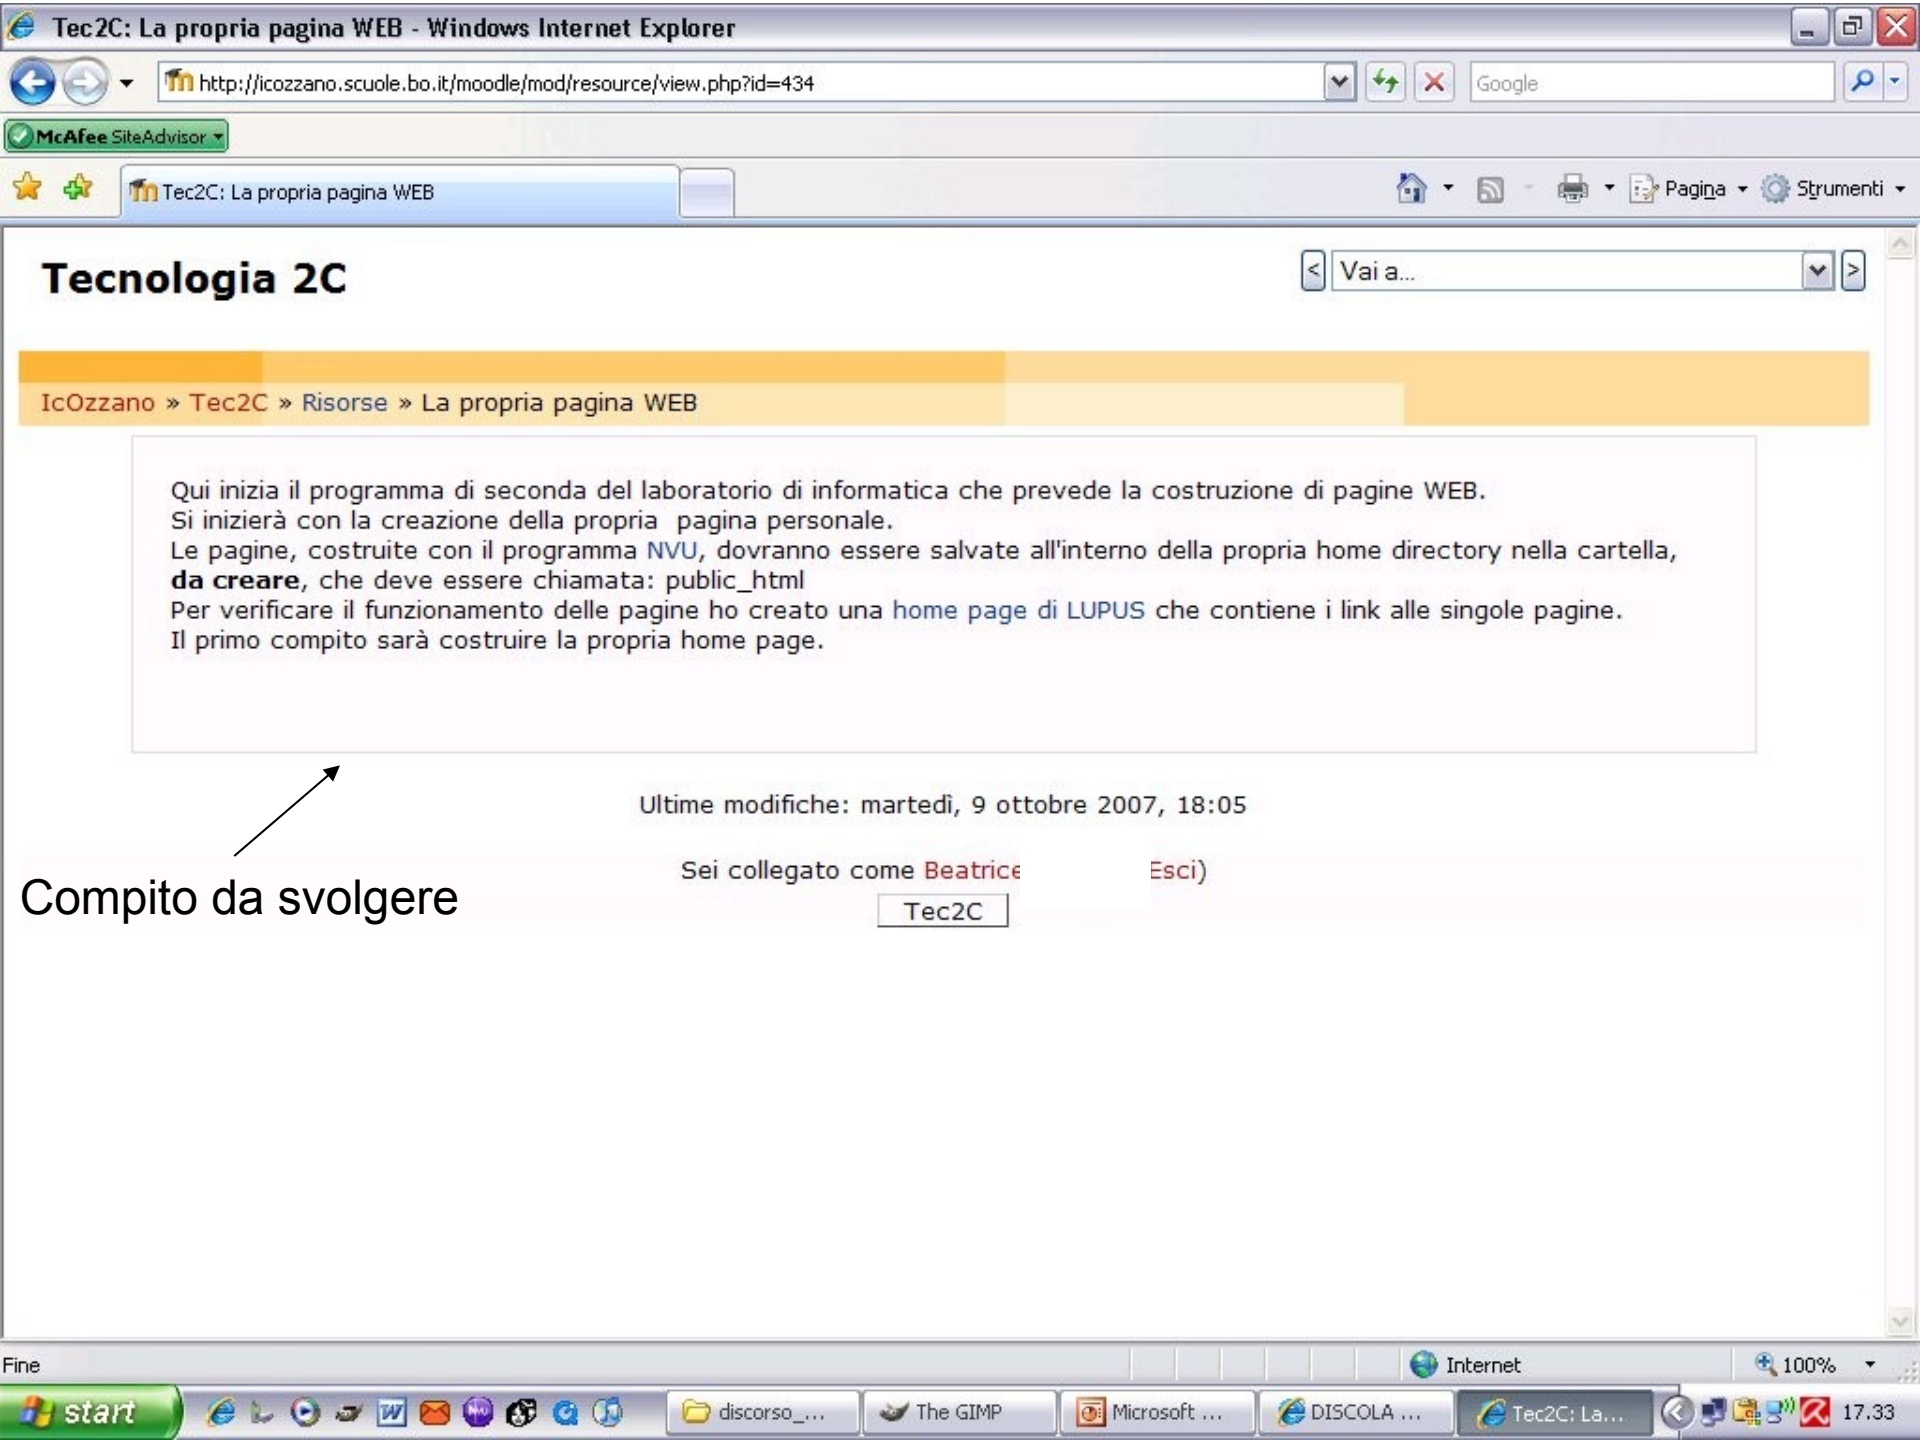 Tec2C: La propria pagina WEB - Windows Internet Explorer
http://icozzano.scuole.bo.it/moodle/mod/resource/view.php?id=434
Google
McAfee SiteAdvisor
Tec2C: La propria pagina WEB
Pagina
Strumenti
Tecnologia 2C
< Vai a... >
IcOzzano » Tec2C » Risorse » La propria pagina WEB
Qui inizia il programma di seconda del laboratorio di informatica che prevede la costruzione di pagine WEB.
Si inizierà con la creazione della propria pagina personale.
Le pagine, costruite con il programma NVU, dovranno essere salvate all'interno della propria home directory nella cartella,
da creare, che deve essere chiamata: public_html
Per verificare il funzionamento delle pagine ho creato una home page di LUPUS che contiene i link alle singole pagine.
Il primo compito sarà costruire la propria home page.
Ultime modifiche: martedì, 9 ottobre 2007, 18:05
Sei collegato come Beatrice Esci)
Compito da svolgere
Tec2C
Fine
Internet
100%
start
discorso_...
The GIMP
Microsoft ...
DISCOLA ...
Tec2C: La...
17.33